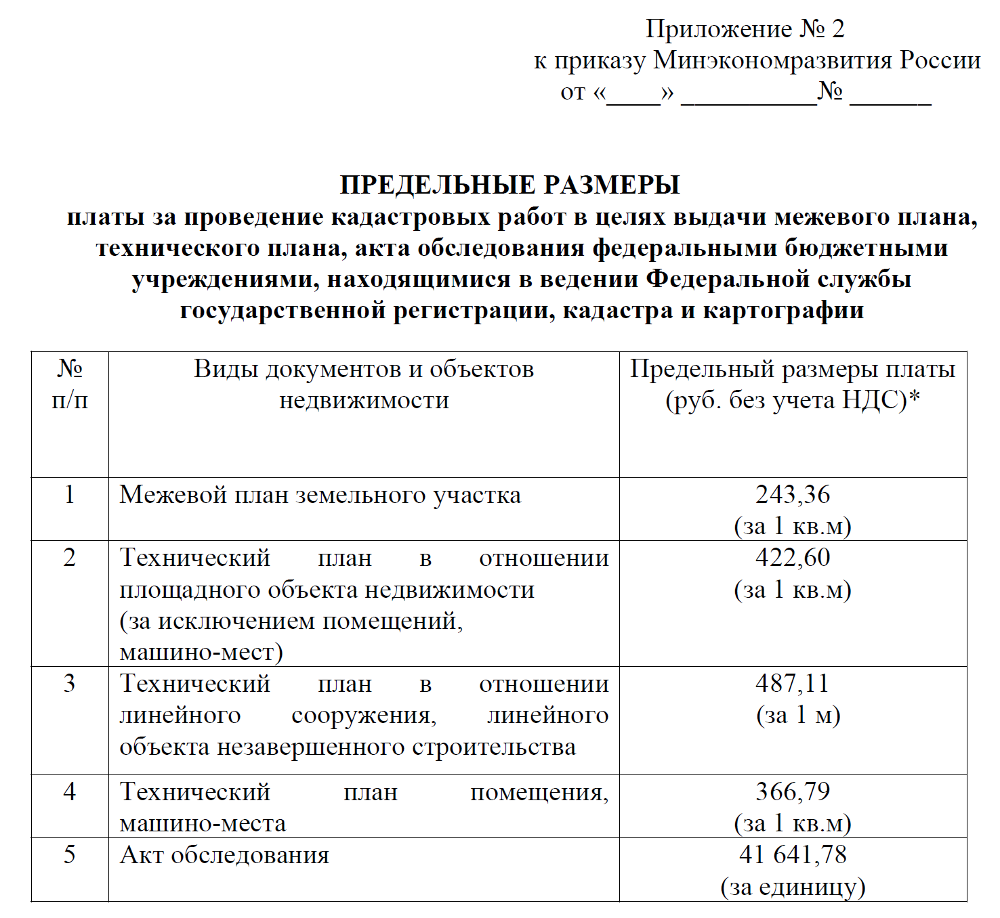 Приложение № 2
к приказу Минэкономразвития России
от «____» __________№ ______
ПРЕДЕЛЬНЫЕ РАЗМЕРЫ
платы за проведение кадастровых работ в целях выдачи межевого плана,
технического плана, акта обследования федеральными бюджетными
учреждениями, находящимися в ведении Федеральной службы
государственной регистрации, кадастра и картографии
№
п/п
Виды документов и объектов
недвижимости
Предельный размеры платы
(руб. без учета НДС)*
1
Межевой план земельного участка
243,36
(за 1 кв.м)
2
Технический план в отношении
площадного объекта недвижимости
(за исключением помещений,
машино-мест)
422,60
(за 1 кв.м)
3
Технический план в отношении
линейного сооружения, линейного
объекта незавершенного строительства
487,11
(за 1 м)
4
Технический план помещения,
машино-места
366,79
(за 1 кв.м)
5
Акт обследования
41 641,78
(за единицу)